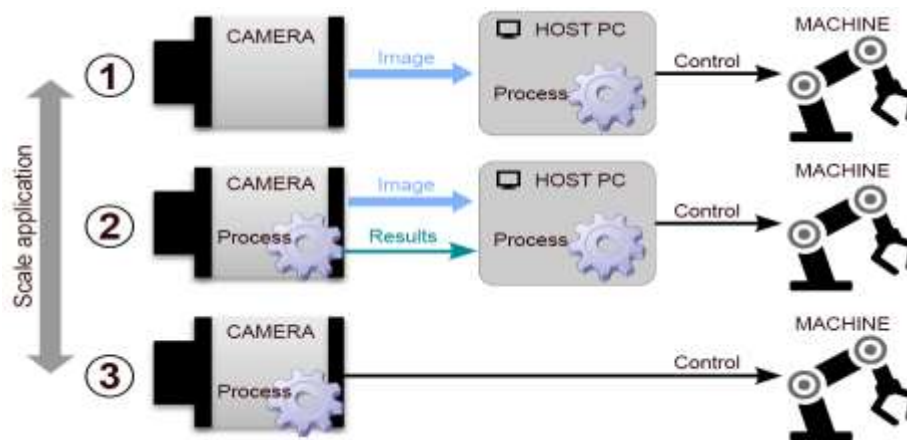 CAMERA
HOST PC
MACHINE
1
Image
Process
Control
Scale application
CAMERA
HOST PC
MACHINE
2
Image
Process
Results
Process
Control
CAMERA
MACHINE
3
Process
Control